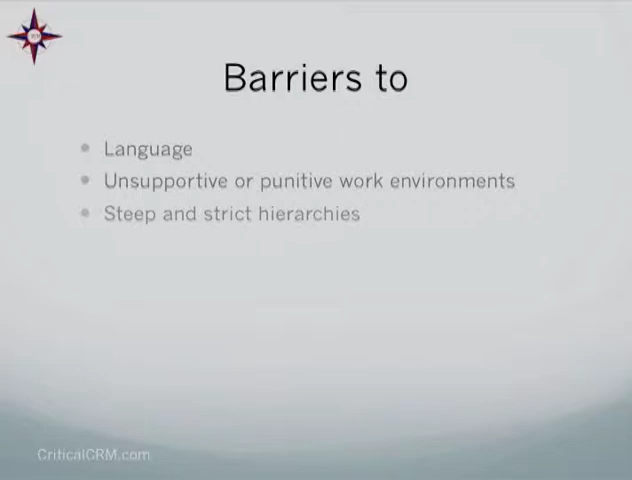 Barriers to
Language
Unsupportive or punitive work environments
Steep and strict hierarchies
CriticalCRM.com